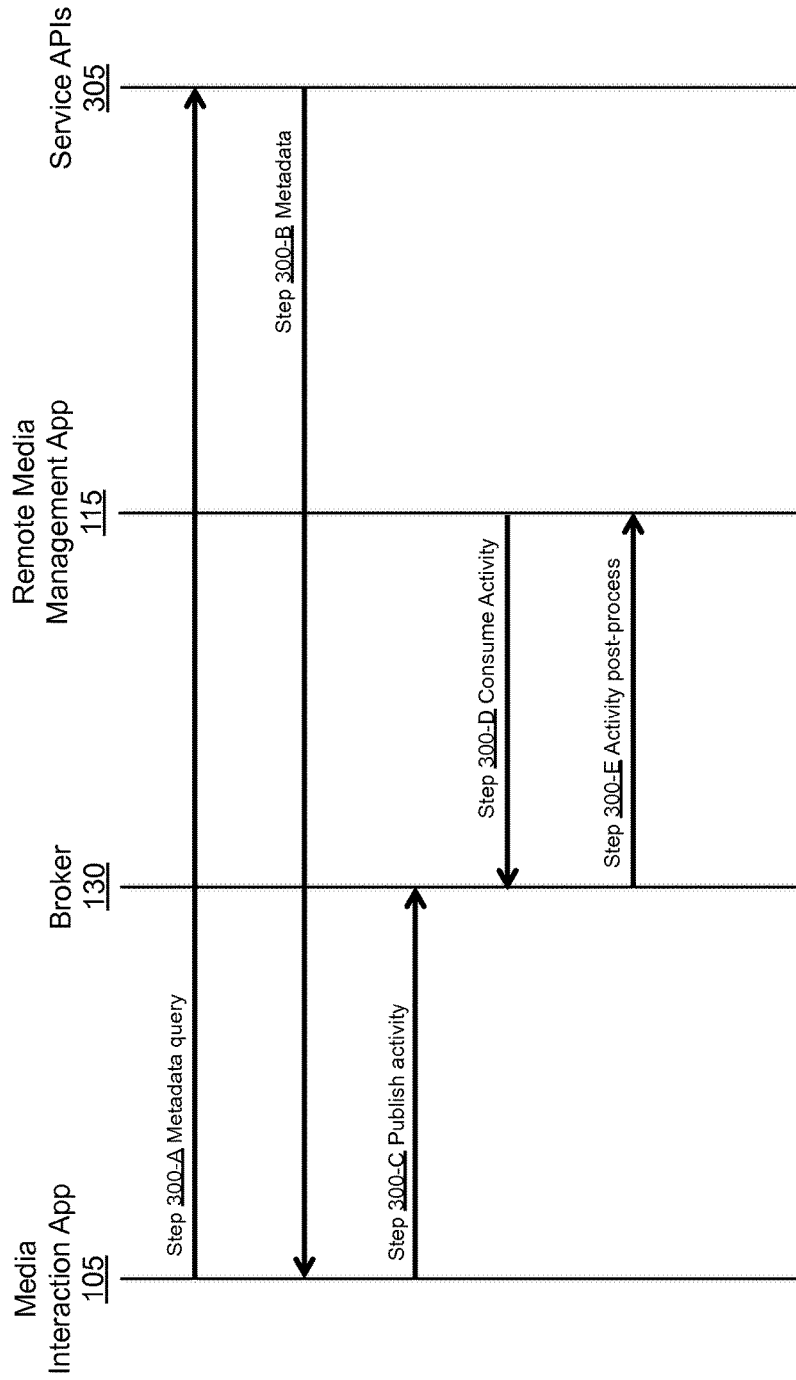 Media
Interaction App
105
Broker
130
Remote Media
Management App
115
Service APIs
305
Step 300-A Metadata query
Step 300-B Metadata
Step 300-C Publish activity
Step 300-D Consume Activity
Step 300-E Activity post-process